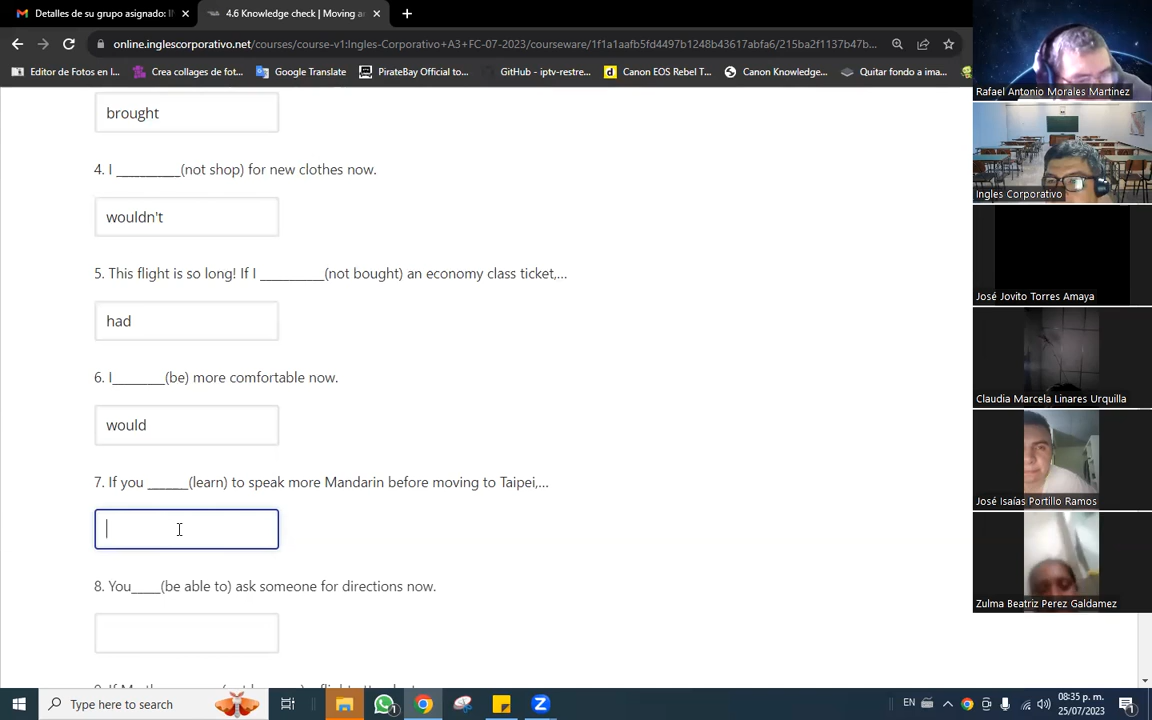 Detalles de su grupo asignado: I
4.6 Knowledge check | Moving a
online.inglescorporativo.net/courses/course-v1:Ingles-Corporativo+A3+FC-07-2023/courseware/1f1a1aafb5fd4497b1248b43617abfa6/215ba2f1137b47b...
Editor de Fotos en l... Crea collages de fot... Google Translate PirateBay Official to... GitHub - iptv-restre... Canon EOS Rebel T... Canon Knowledge... Quitar fondo a ima...
brought
4. I __________(not shop) for new clothes now.
wouldn't
5. This flight is so long! If I __________(not bought) an economy class ticket,...
had
6. I________(be) more comfortable now.
would
7. If you ______(learn) to speak more Mandarin before moving to Taipei,...
8. You____(be able to) ask someone for directions now.
Rafael Antonio Morales Martinez
Ingles Corporativo
José Jovito Torres Amaya
Claudia Marcela Linares Urquilla
José Isaías Portillo Ramos
Zulma Beatriz Perez Galdamez
Type here to search
EN
08:35 p. m.
25/07/2023